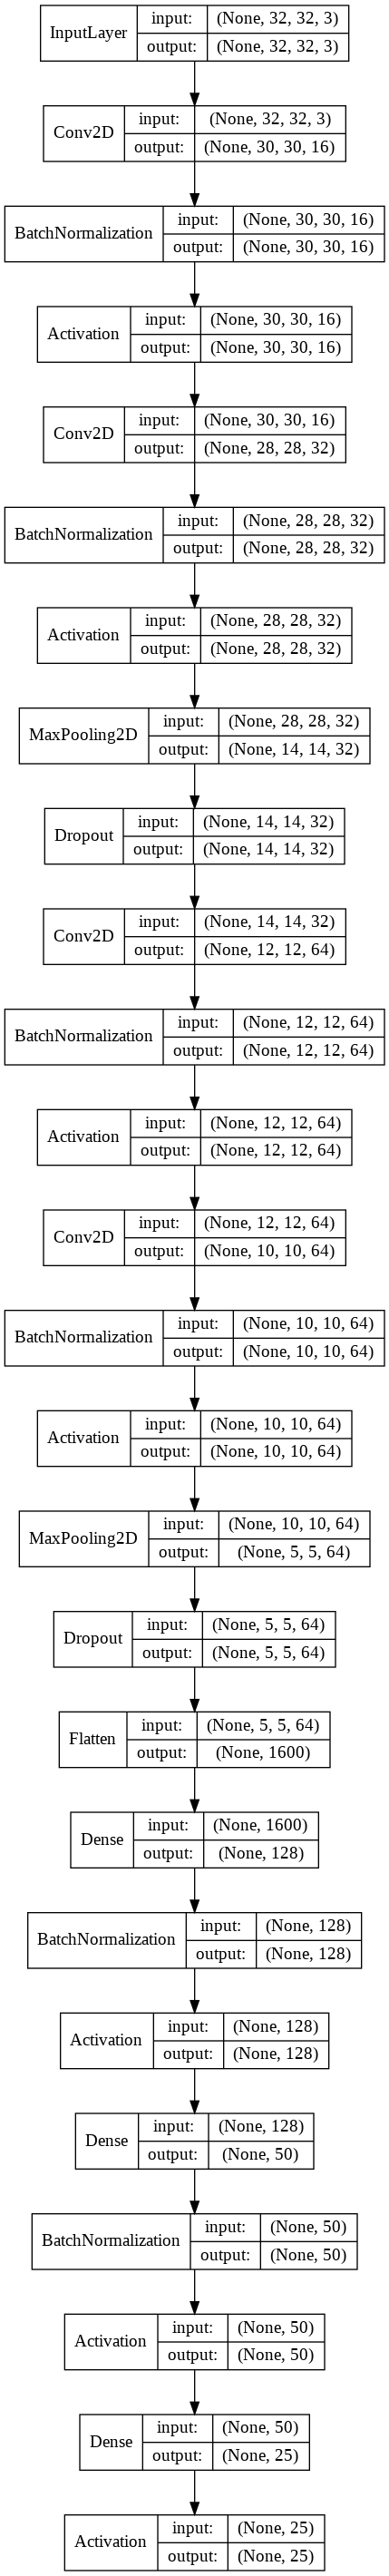 InputLayer input: (None, 32, 32, 3)
output: (None, 32, 32, 3)
Conv2D input: (None, 32, 32, 3)
output: (None, 30, 30, 16)
BatchNormalization input: (None, 30, 30, 16)
output: (None, 30, 30, 16)
Activation input: (None, 30, 30, 16)
output: (None, 30, 30, 16)
Conv2D input: (None, 30, 30, 16)
output: (None, 28, 28, 32)
BatchNormalization input: (None, 28, 28, 32)
output: (None, 28, 28, 32)
Activation input: (None, 28, 28, 32)
output: (None, 28, 28, 32)
MaxPooling2D input: (None, 28, 28, 32)
output: (None, 14, 14, 32)
Dropout input: (None, 14, 14, 32)
output: (None, 14, 14, 32)
Conv2D input: (None, 14, 14, 32)
output: (None, 12, 12, 64)
BatchNormalization input: (None, 12, 12, 64)
output: (None, 12, 12, 64)
Activation input: (None, 12, 12, 64)
output: (None, 12, 12, 64)
Conv2D input: (None, 12, 12, 64)
output: (None, 10, 10, 64)
BatchNormalization input: (None, 10, 10, 64)
output: (None, 10, 10, 64)
Activation input: (None, 10, 10, 64)
output: (None, 10, 10, 64)
MaxPooling2D input: (None, 10, 10, 64)
output: (None, 5, 5, 64)
Dropout input: (None, 5, 5, 64)
output: (None, 5, 5, 64)
Flatten input: (None, 5, 5, 64)
output: (None, 1600)
Dense input: (None, 1600)
output: (None, 128)
BatchNormalization input: (None, 128)
output: (None, 128)
Activation input: (None, 128)
output: (None, 128)
Dense input: (None, 128)
output: (None, 50)
BatchNormalization input: (None, 50)
output: (None, 50)
Activation input: (None, 50)
output: (None, 50)
Dense input: (None, 50)
output: (None, 25)
Activation input: (None, 25)
output: (None, 25)